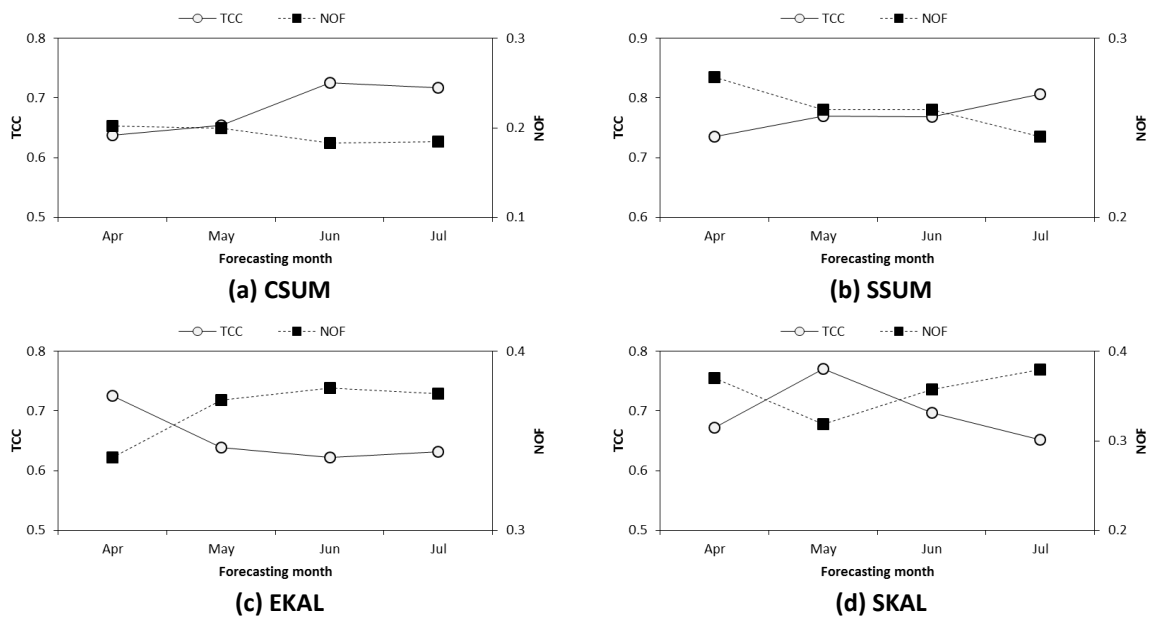 TCC NOF
0.8 0.3
0.7
0.2
0.6
0.5 0.1
TCC
NOF
Apr May Jun Jul
Forecasting month
(a) CSUM
TCC NOF
0.9 0.3
0.8
0.7
0.6 0.2
TCC
NOF
Apr May Jun Jul
Forecasting month
(b) SSUM
TCC NOF
0.8 0.4
0.7
0.6
0.5 0.3
TCC
NOF
Apr May Jun Jul
Forecasting month
(c) EKAL
TCC NOF
0.8 0.4
0.7
0.3
0.6
0.5 0.2
TCC
NOF
Apr May Jun Jul
Forecasting month
(d) SKAL